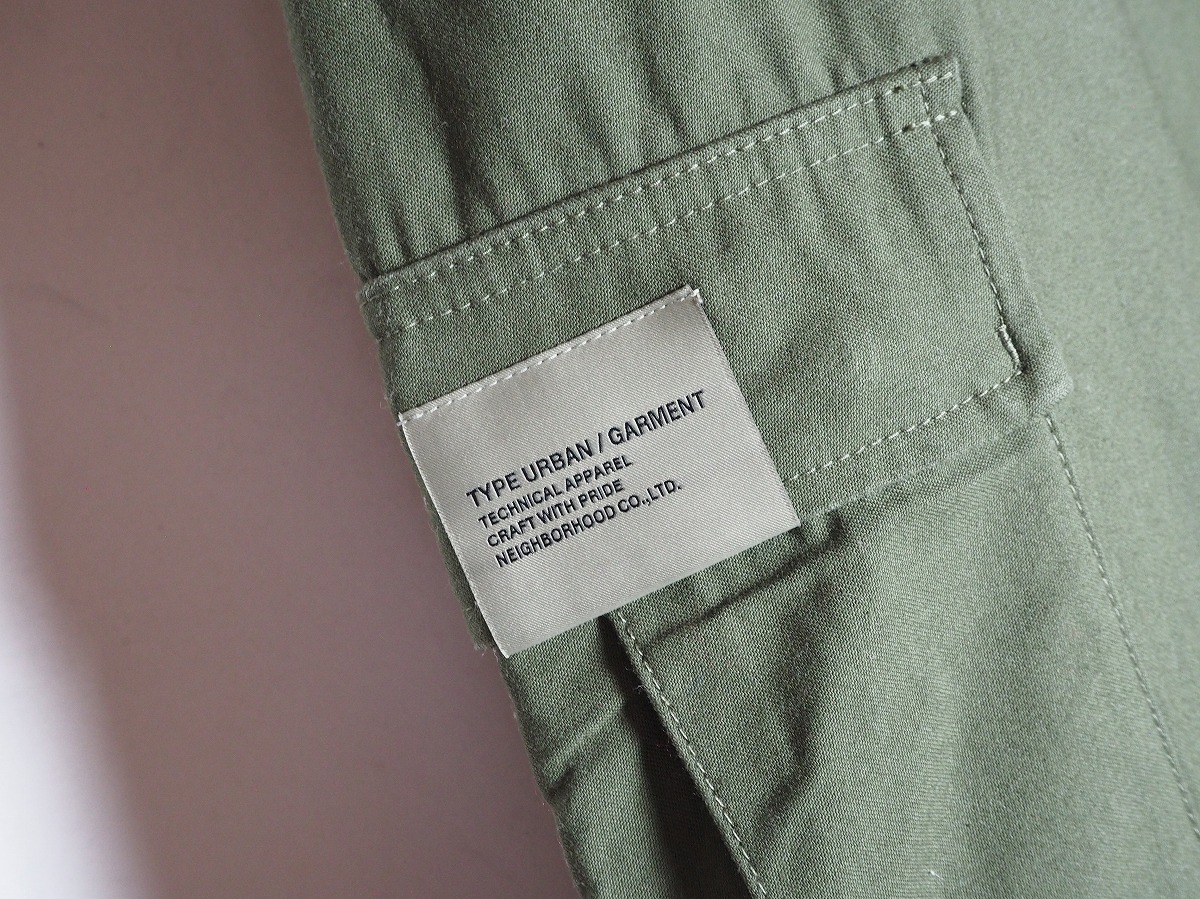 TYPE URBAN / GARMENT
TECHNICAL APPAREL
CRAFT WITH PRIDE
NEIGHBORHOOD CO.,LTD.